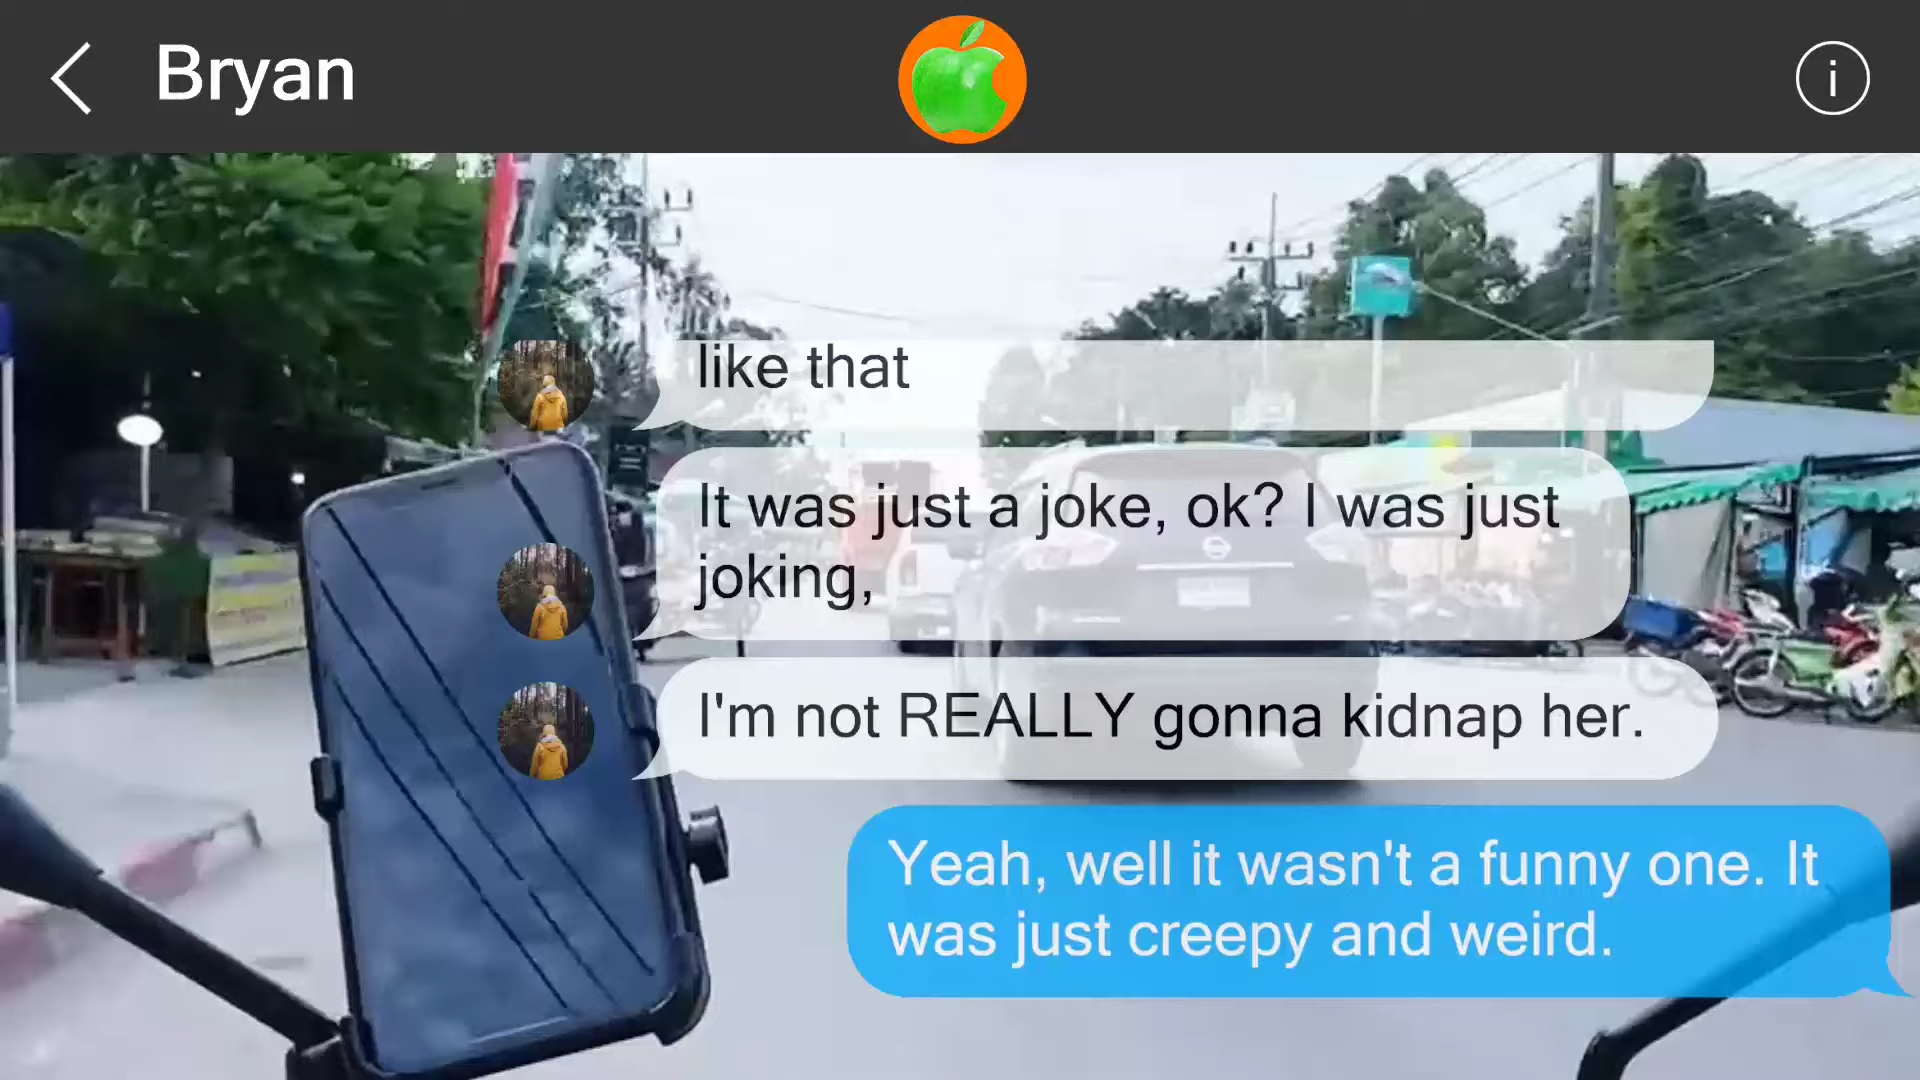 Bryan
like that
It was just a joke, ok? I was just
joking,
I'm not REALLY gonna kidnap her.
Yeah, well it wasn't a funny one. It
was just creepy and weird.